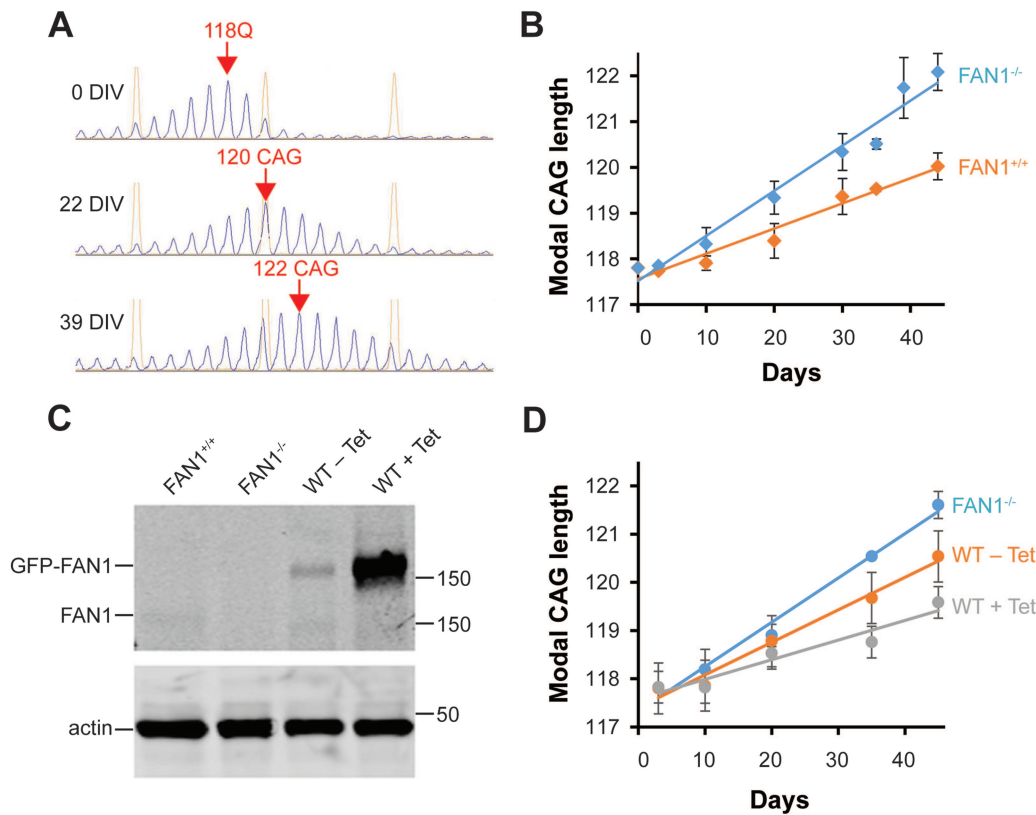 A
118Q
0 DIV
120 CAG
22 DIV
122 CAG
39 DIV
B
Modal CAG length
122
121
120
119
118
117
0 10 20 30 40
Days
FAN1-/-
FAN1+/+
C
FAN1+/+ FAN1-/- WT – Tet WT + Tet
GFP-FAN1
150
FAN1
150
50
actin
D
Modal CAG length
122
121
120
119
118
117
0 10 20 30 40
Days
FAN1-/-
WT – Tet
WT + Tet